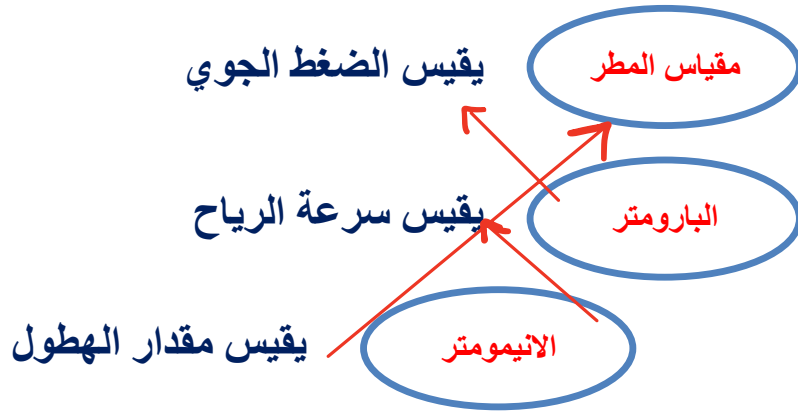 مقياس المطر
يقيس الضغط الجوي
البارومتر
يقيس سرعة الرياح
الانيمومتر
يقيس مقدار الهطول